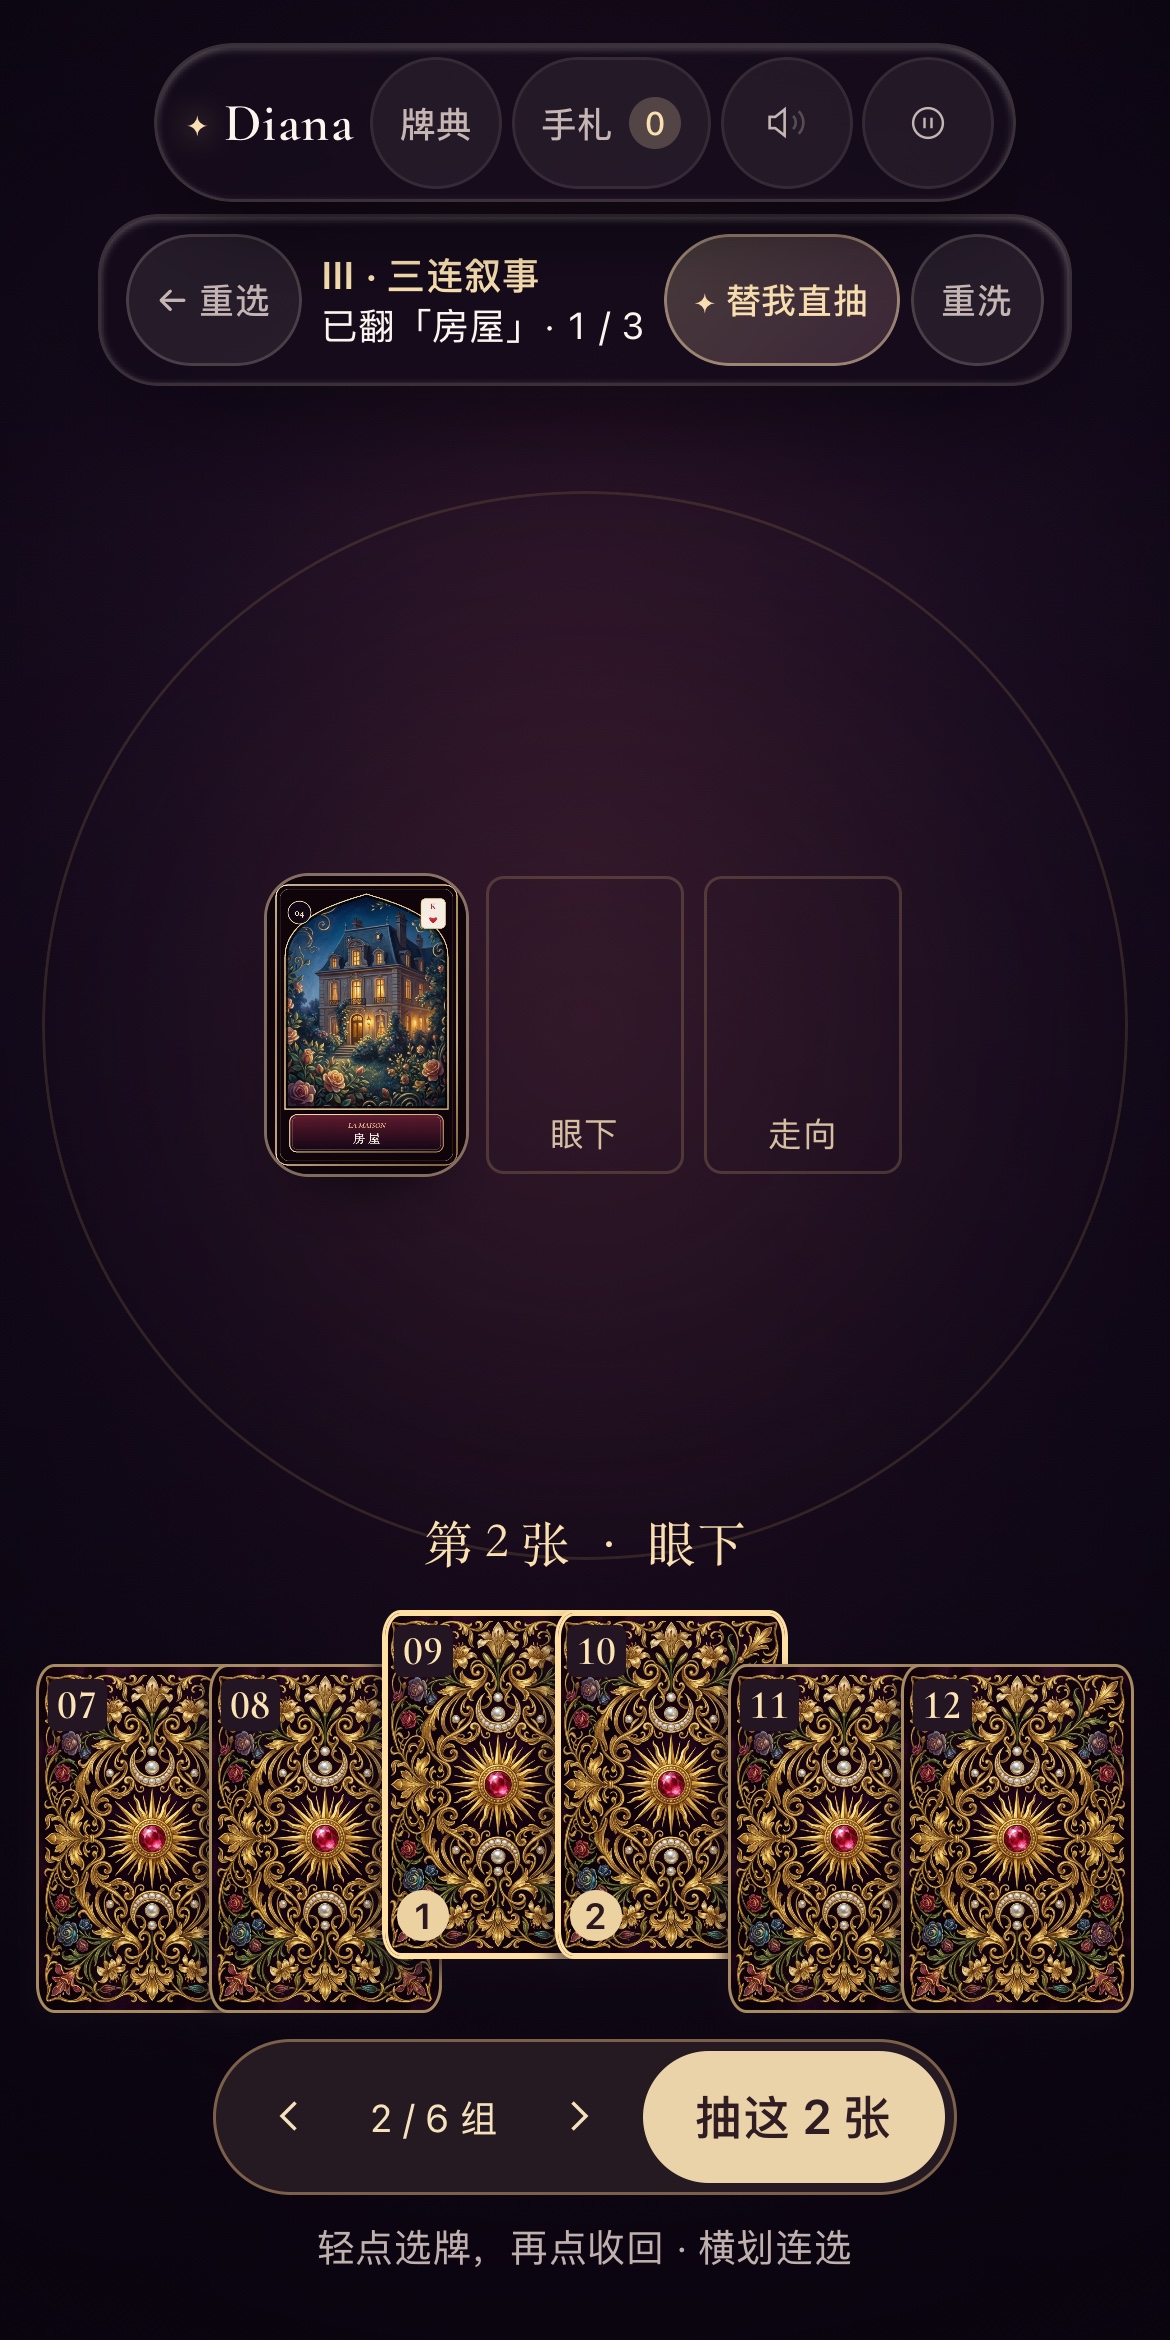 ✦ Diana 牌典 手札 0
← 重选
III · 三连叙事
已翻「房屋」· 1 / 3
✦ 替我直抽
重洗
04
K
LA MAISON
房屋
眼下
走向
第 2 张 · 眼下
07 08 09 10 11 12
1 2
2 / 6 组
抽这 2 张
轻点选牌，再点收回 · 横划连选